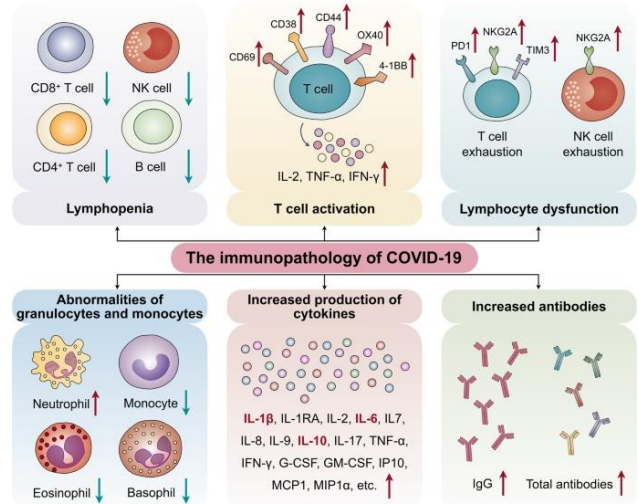 CD8⁺ T cell
NK cell
CD4⁺ T cell
B cell
Lymphopenia
CD69
CD38
CD44
OX40
4-1BB
T cell
IL-2, TNF-α, IFN-γ
T cell activation
PD1
NKG2A
TIM3
NKG2A
T cell
exhaustion
NK cell
exhaustion
Lymphocyte dysfunction
The immunopathology of COVID-19
Abnormalities of
granulocytes and monocytes
Neutrophil
Monocyte
Eosinophil
Basophil
Increased production of
cytokines
IL-1β, IL-1RA, IL-2, IL-6, IL7,
IL-8, IL-9, IL-10, IL-17, TNF-α,
IFN-γ, G-CSF, GM-CSF, IP10,
MCP1, MIP1α, etc.
Increased antibodies
IgG
Total antibodies